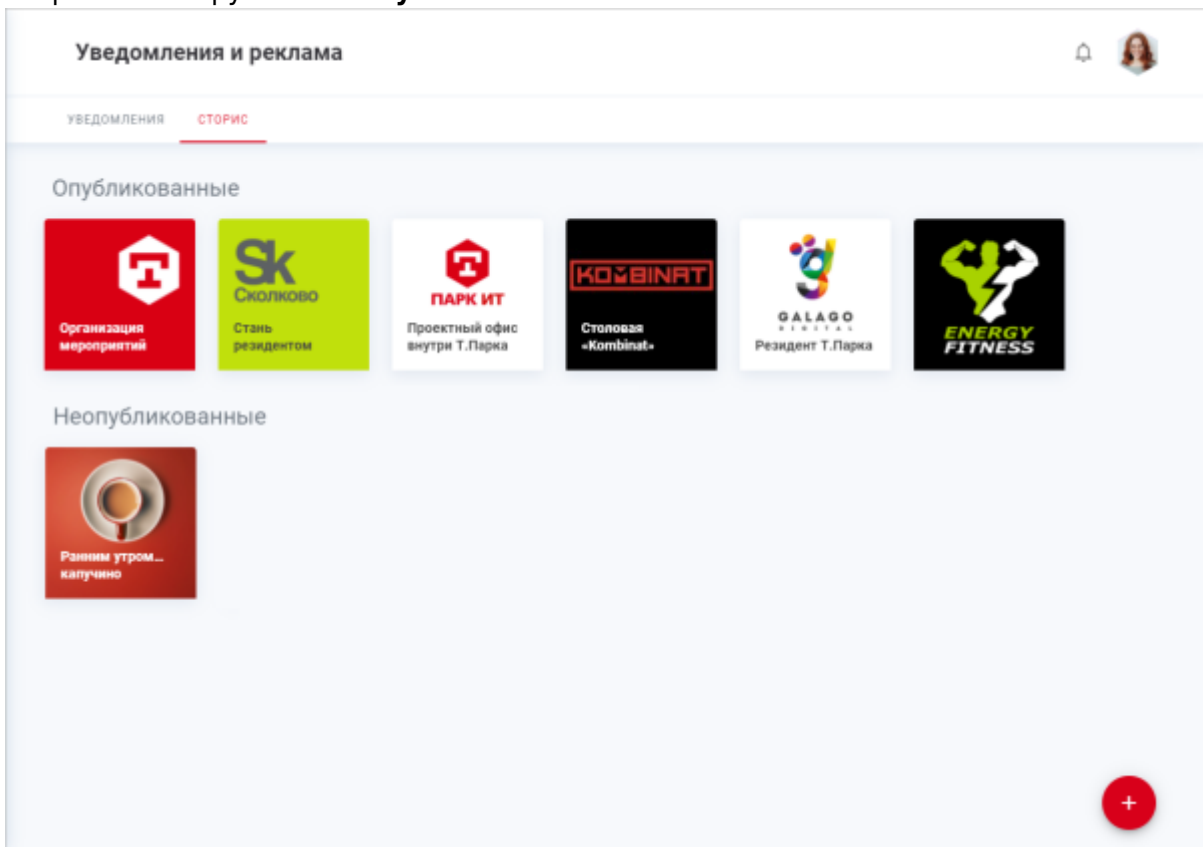 Уведомления и реклама
УВЕДОМЛЕНИЯ СТОРИС
Опубликованные
Организация
мероприятий
Sk
Сколково
Стань
резидентом
ПАРК ИТ
Проектный офис
внутри Т.Парка
KOMBINAT
Столовая
«Kombinat»
GALAGO
DIGITAL
Резидент Т.Парка
ENERGY
FITNESS
Неопубликованные
Ранним утром...
капучино
+